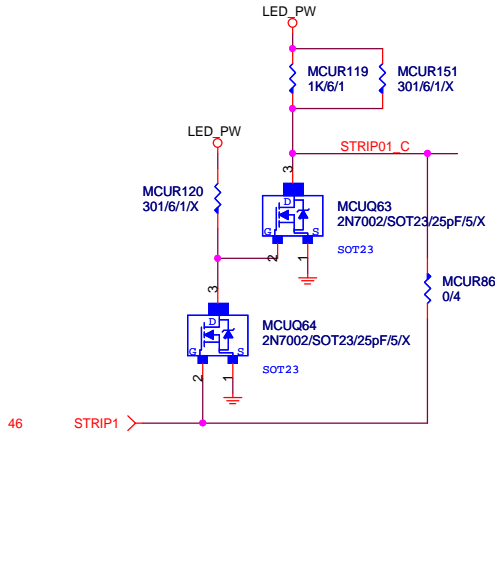 LED_PW
MCUR119
1K/6/1
MCUR151
301/6/1/X
LED_PW
STRIP01_C
3
MCUR120
301/6/1/X
D
G
S
MCUQ63
2N7002/SOT23/25pF/5/X
SOT23
2
1
MCUR86
0/4
3
D
G
S
MCUQ64
2N7002/SOT23/25pF/5/X
SOT23
2
1
46
STRIP1